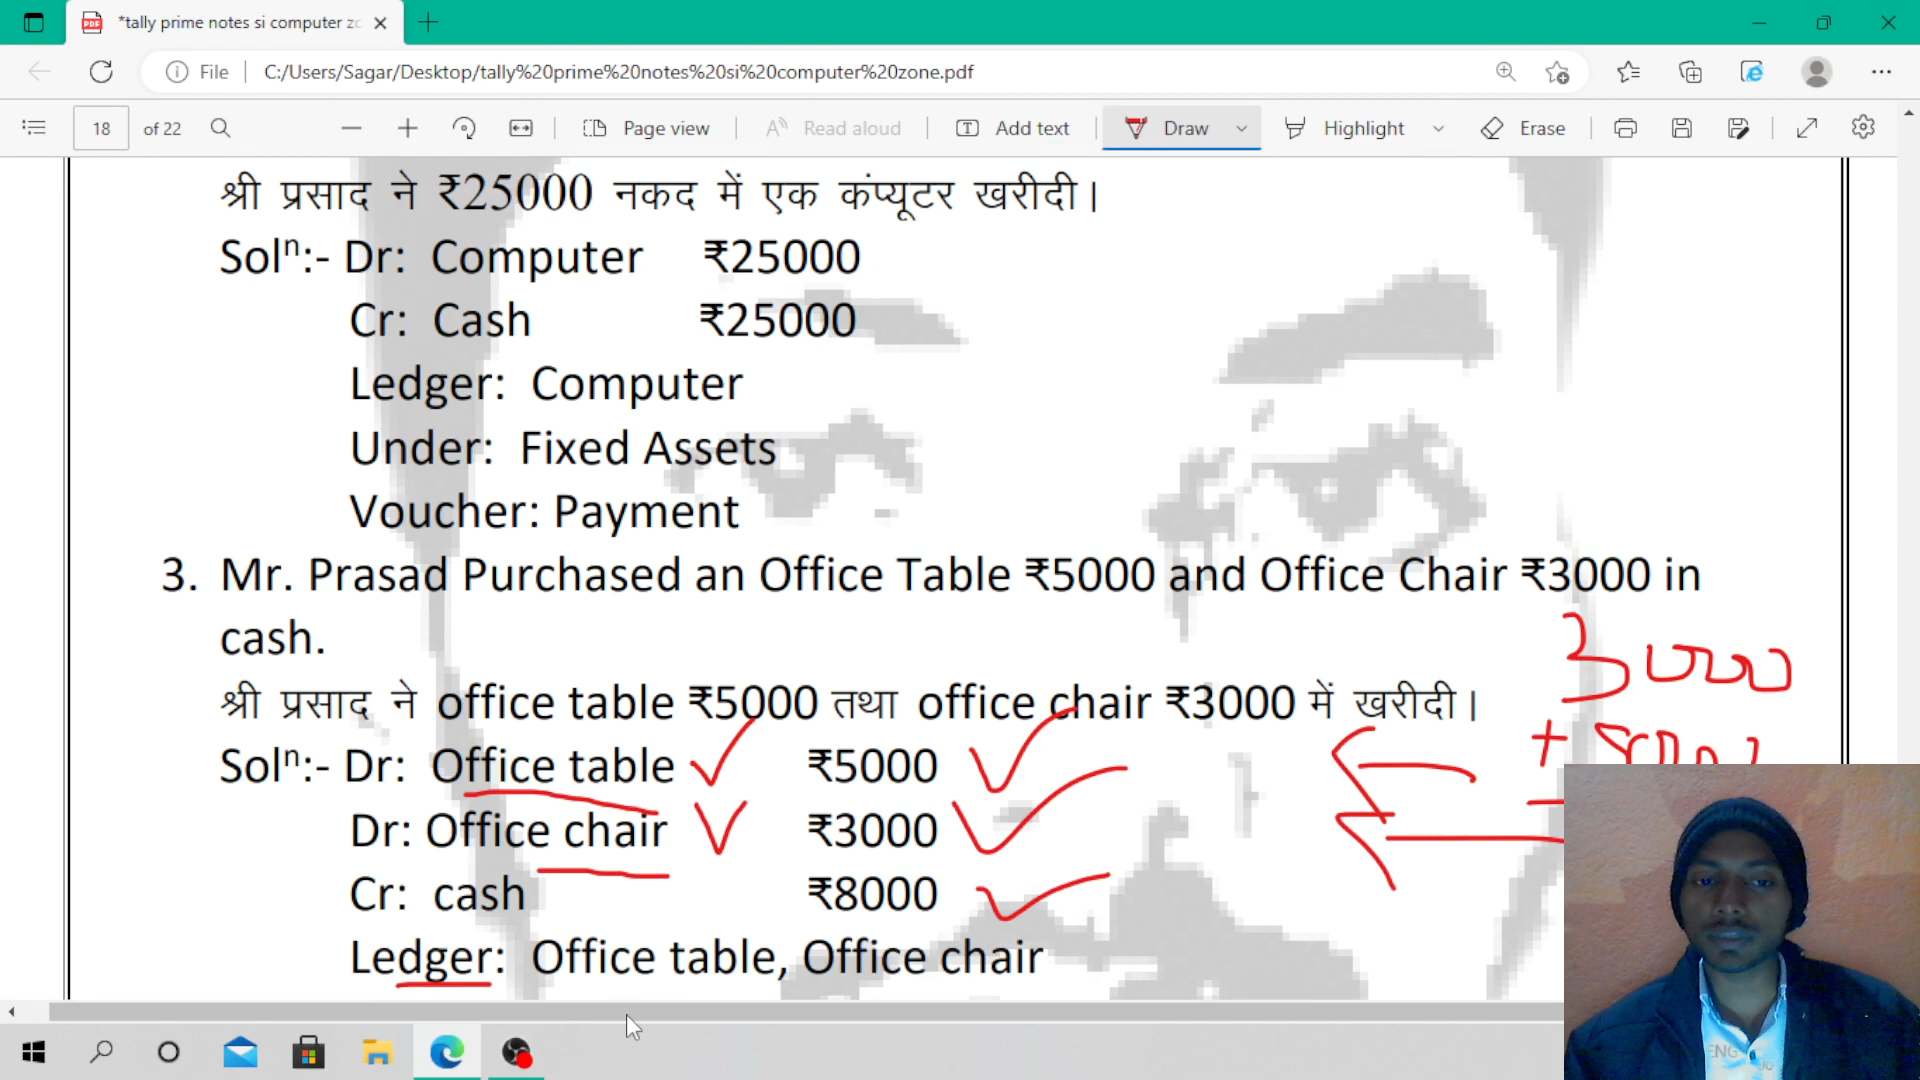 *tally prime notes si computer zo
File C:/Users/Sagar/Desktop/tally%20prime%20notes%20si%20computer%20zone.pdf
18 of 22 Page view Read aloud Add text Draw Highlight Erase
श्री प्रसाद ने ₹25000 नकद में एक कंप्यूटर खरीदी।
Solⁿ:- Dr: Computer ₹25000
Cr: Cash ₹25000
Ledger: Computer
Under: Fixed Assets
Voucher: Payment
3. Mr. Prasad Purchased an Office Table ₹5000 and Office Chair ₹3000 in
cash.
3000
श्री प्रसाद ने office table ₹5000 तथा office chair ₹3000 में खरीदी।
Solⁿ:- Dr: Office table ₹5000
Dr: Office chair ₹3000
Cr: cash ₹8000
Ledger: Office table, Office chair